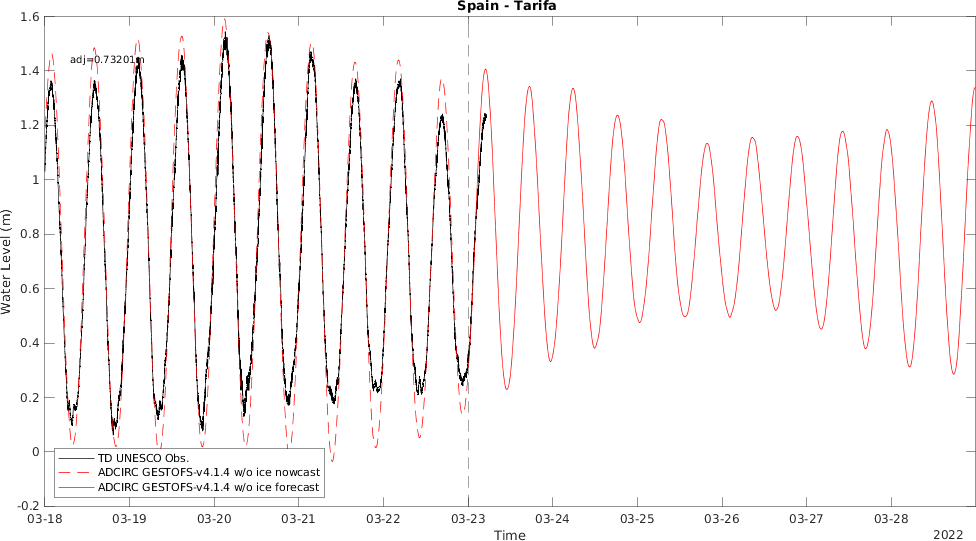 Spain - Tarifa
adj=0.73201m
Water Level (m)
1.6
1.4
1.2
1
0.8
0.6
0.4
0.2
0
-0.2
TD UNESCO Obs.
ADCIRC GESTOFS-v4.1.4 w/o ice nowcast
ADCIRC GESTOFS-v4.1.4 w/o ice forecast
03-18 03-19 03-20 03-21 03-22 03-23 03-24 03-25 03-26 03-27 03-28
Time
2022